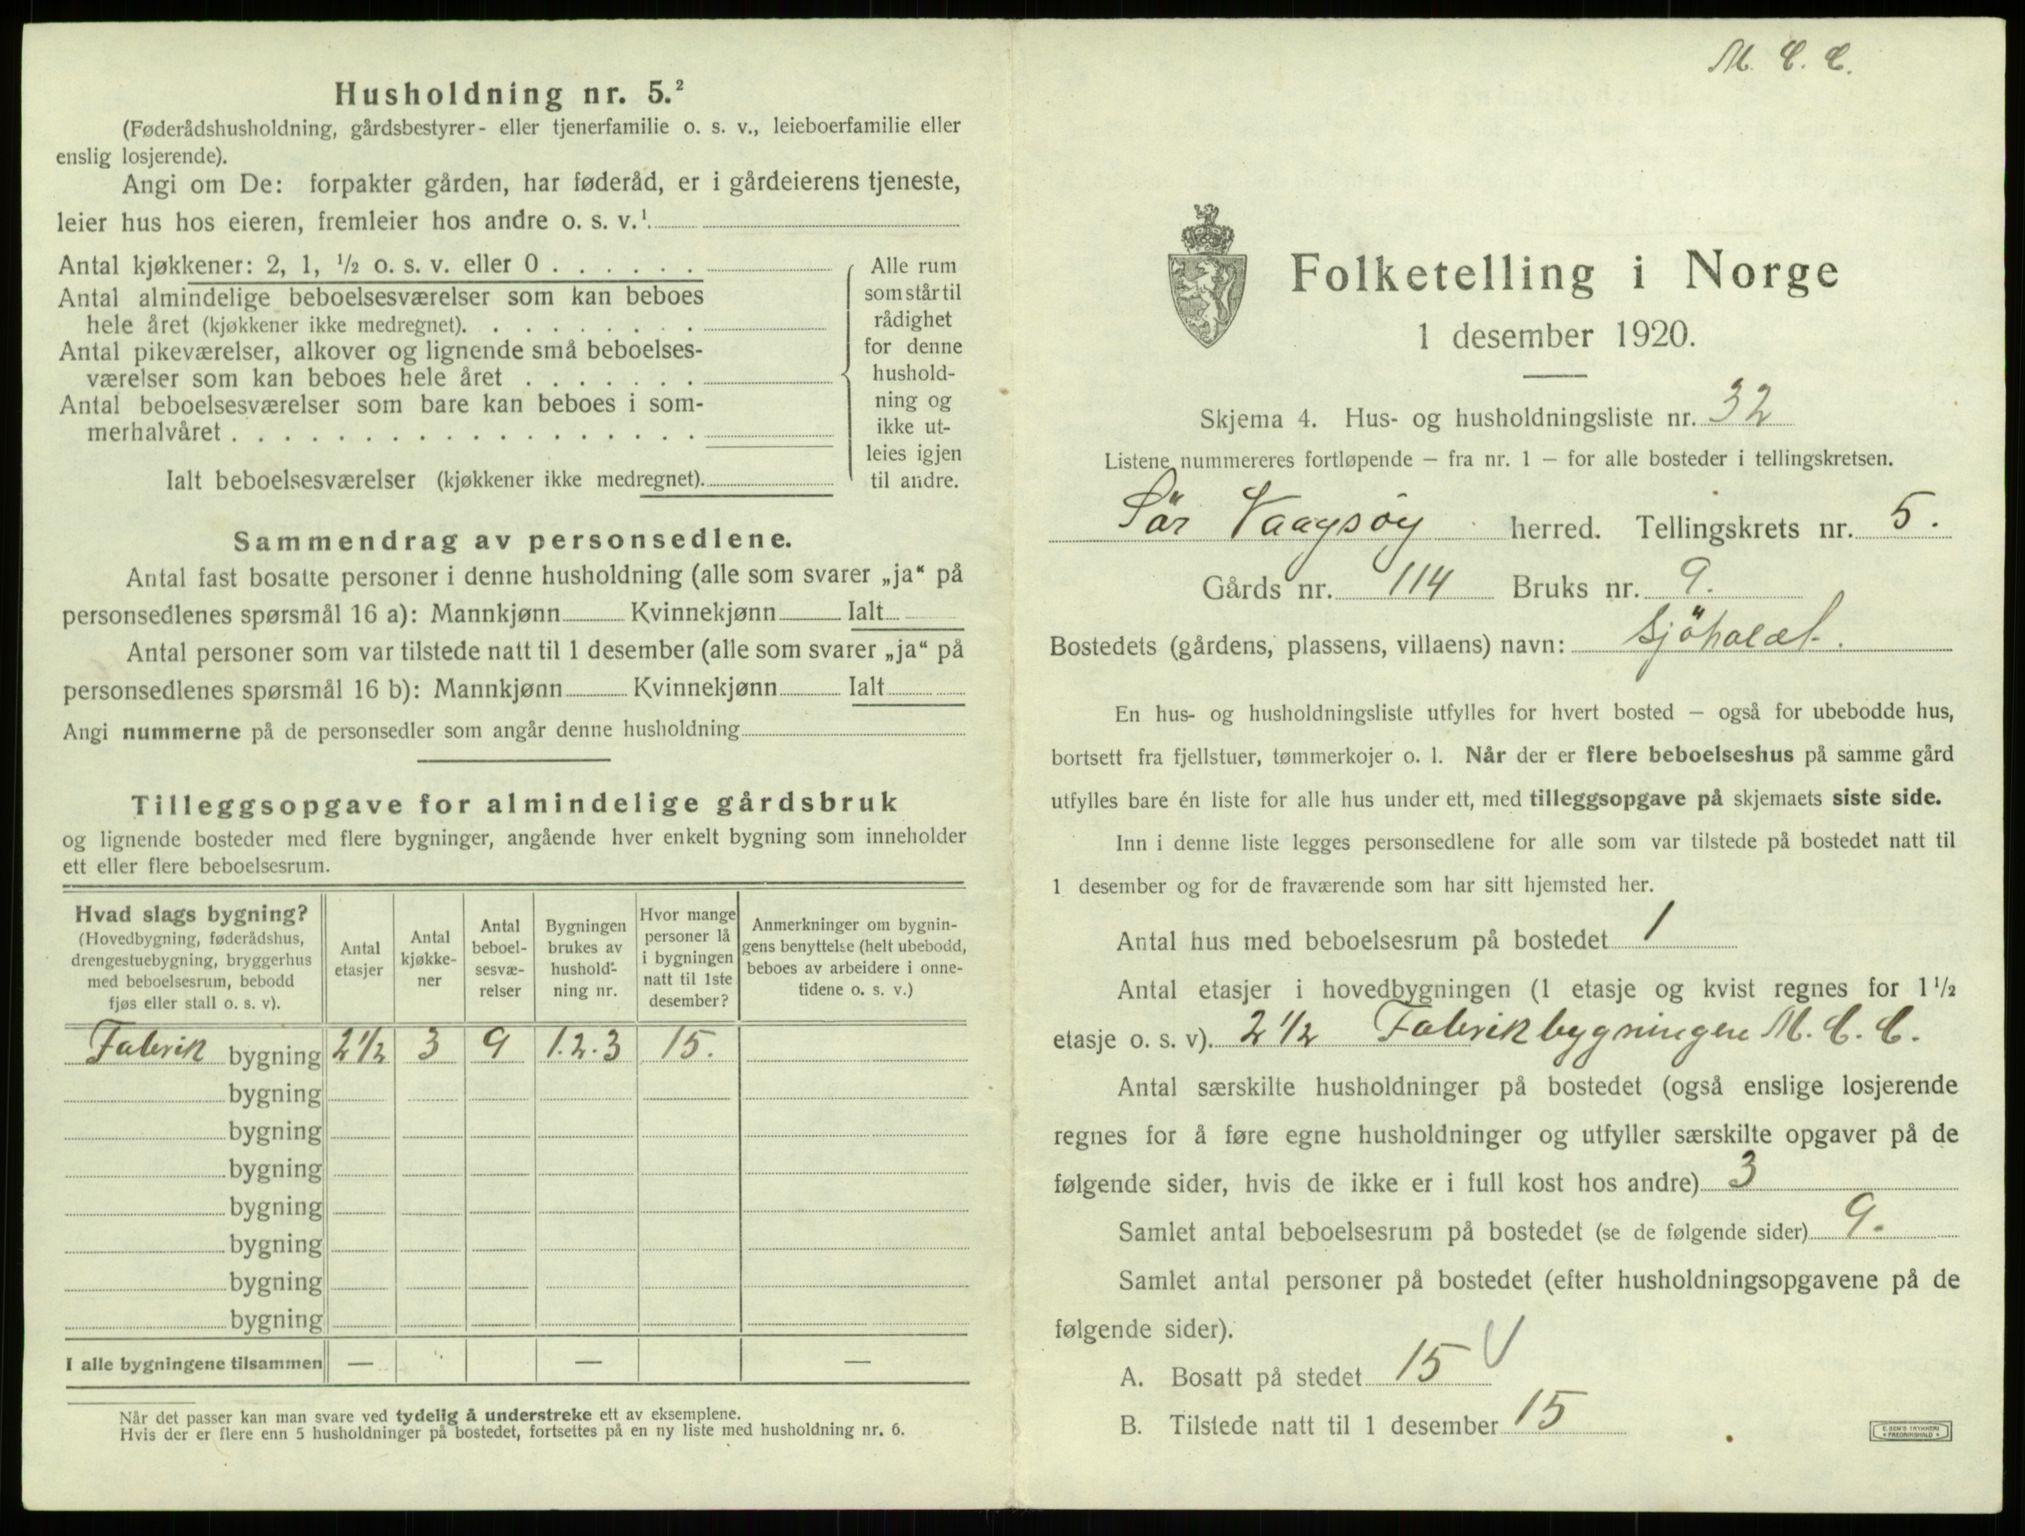 Husholdning nr. 5.²
(Føderådshusholdning, gårdsbestyrer- eller tjenerfamilie o. s. v., leieboerfamilie eller
enslig losjerende).
Angi om De: forpakter gården, har føderåd, er i gårdeierens tjeneste,
leier hus hos eieren, fremleier hos andre o. s. v.¹
Antal kjøkkener: 2, 1, ½ o. s. v. eller 0
Antal almindelige beboelsesværelser som kan beboes
hele året (kjøkkener ikke medregnet).
Antal pikeværelser, alkover og lignende små beboelses-
værelser som kan beboes hele året
Antal beboelsesværelser som bare kan beboes i som-
merhalvåret
Ialt beboelsesværelser (kjøkkener ikke medregnet).
Alle rum
som står til
rådighet
for denne
hushold-
ning og
ikke ut-
leies igjen
til andre.
Sammendrag av personsedlene.
Antal fast bosatte personer i denne husholdning (alle som svarer „ja“ på
personsedlenes spørsmål 16 a): Mannkjønn Kvinnekjønn Ialt
Antal personer som var tilstede natt til 1 desember (alle som svarer „ja“ på
personsedlenes spørsmål 16 b): Mannkjønn Kvinnekjønn Ialt
Angi nummerne på de personsedler som angår denne husholdning
Tilleggsopgave for almindelige gårdsbruk
og lignende bosteder med flere bygninger, angående hver enkelt bygning som inneholder
ett eller flere beboelsesrum.
Hvad slags bygning?
(Hovedbygning, føderådshus,
drengestuebygning, bryggerhus
med beboelsesrum, bebodd
fjøs eller stall o. s. v).
Antal
etasjer
Antal
kjøkke-
ner
Antal
beboel-
sesvæ-
relser
Bygningen
brukes av
hushold-
ning nr.
Hvor mange
personer lå
i bygningen
natt til 1ste
desember?
Anmerkninger om bygnin-
gens benyttelse (helt ubebodd,
beboes av arbeidere i onne-
tidene o. s. v.)
Fabrik bygning 2½ 3 9 1.2.3 15.
bygning
bygning
bygning
bygning
bygning
bygning
bygning
I alle bygningene tilsammen — — —
Når det passer kan man svare ved tydelig å understreke ett av eksemplene.
Hvis der er flere enn 5 husholdninger på bostedet, fortsettes på en ny liste med husholdning nr. 6.
M. C. C.
Folketelling i Norge
1 desember 1920.
Skjema 4. Hus- og husholdningsliste nr. 32
Listene nummereres fortløpende — fra nr. 1 — for alle bosteder i tellingskretsen.
Sör Vaagsøy herred. Tellingskrets nr. 5.
Gårds nr. 114 Bruks nr. 9.
Bostedets (gårdens, plassens, villaens) navn:
En hus- og husholdningsliste utfylles for hvert bosted — også for ubebodde hus,
bortsett fra fjellstuer, tømmerkojer o. l. Når der er flere beboelseshus på samme gård
utfylles bare én liste for alle hus under ett, med tilleggsopgave på skjemaets siste side.
Inn i denne liste legges personsedlene for alle som var tilstede på bostedet natt til
1 desember og for de fraværende som har sitt hjemsted her.
Antal hus med beboelsesrum på bostedet 1
Antal etasjer i hovedbygningen (1 etasje og kvist regnes for 1½
etasje o. s. v). 2½ Fabrikbygningen M. C. C.
Antal særskilte husholdninger på bostedet (også enslige losjerende
regnes for å føre egne husholdninger og utfyller særskilte opgaver på de
følgende sider, hvis de ikke er i full kost hos andre) 3
Samlet antal beboelsesrum på bostedet (se de følgende sider) 9.
Samlet antal personer på bostedet (efter husholdningsopgavene på de
følgende sider).
A. Bosatt på stedet 15
B. Tilstede natt til 1 desember 15